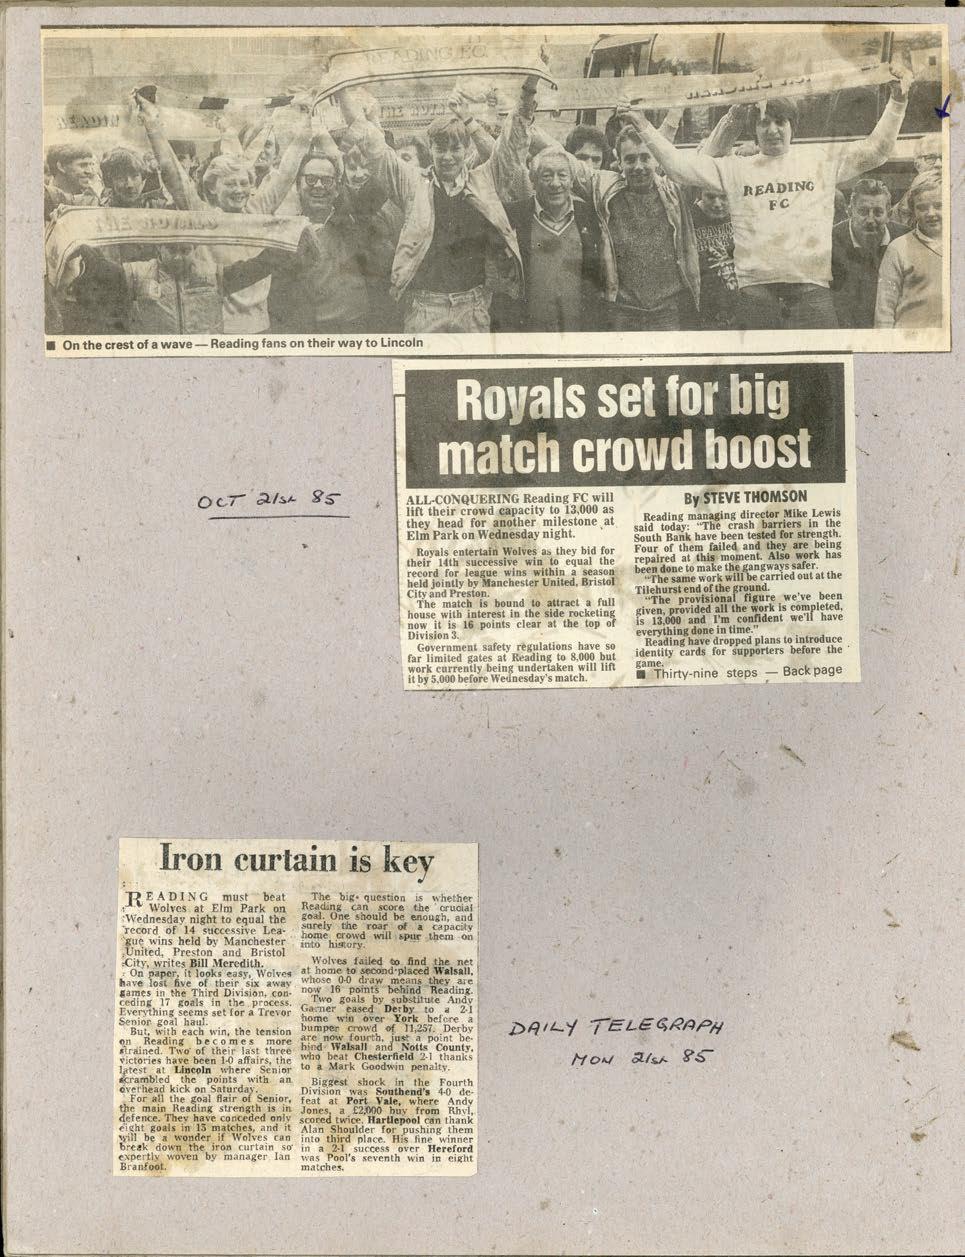 READING F.C.
THE ROYALS
READING
FC
■ On the crest of a wave — Reading fans on their way to Lincoln
Royals set for big
match crowd boost
OCT 21st 85
ALL-CONQUERING Reading FC will
lift their crowd capacity to 13,000 as
they head for another milestone at
Elm Park on Wednesday night.
Royals entertain Wolves as they bid for
their 14th successive win to equal the
record for league wins within a season
held jointly by Manchester United, Bristol
City and Preston.
The match is bound to attract a full
house with interest in the side rocketing
now it is 16 points clear at the top of
Division 3.
Government safety regulations have so
far limited gates at Reading to 8,000 but
work currently being undertaken will lift
it by 5,000 before Wednesday's match.
By STEVE THOMSON
Reading managing director Mike Lewis
said today: "The crash barriers in the
South Bank have been tested for strength.
Four of them failed and they are being
repaired at this moment. Also work has
been done to make the gangways safer.
"The same work will be carried out at the
Tilehurst end of the ground.
"The provisional figure we've been
given, provided all the work is completed,
is 13,000 and I'm confident we'll have
everything done in time."
Reading have dropped plans to introduce
identity cards for supporters before the
game.
■ Thirty-nine steps — Back page
Iron curtain is key
READING must beat
Wolves at Elm Park on
Wednesday night to equal the
record of 14 successive Lea-
gue wins held by Manchester
United, Preston and Bristol
City, writes Bill Meredith.
On paper, it looks easy, Wolves
have lost five of their six away
games in the Third Division, con-
ceding 17 goals in the process.
Everything seems set for a Trevor
Senior goal haul.
But, with each win, the tension
on Reading becomes more
strained. Two of their last three
victories have been 1-0 affairs, the
latest at Lincoln where Senior
scrambled the points with an
overhead kick on Saturday.
For all the goal flair of Senior,
the main Reading strength is in
defence. They have conceded only
eight goals in 13 matches, and it
will be a wonder if Wolves can
break down the iron curtain so
expertly woven by manager Ian
Branfoot.
The big question is whether
Reading can score the crucial
goal. One should be enough, and
surely the roar of a capacity
home crowd will spur them on
into history.
Wolves failed to find the net
at home to second-placed Walsall,
whose 0-0 draw means they are
now 16 points behind Reading.
Two goals by substitute Andy
Garner eased Derby to a 2-1
home win over York before a
bumper crowd of 11,257. Derby
are now fourth, just a point be-
hind Walsall and Notts County,
who beat Chesterfield 2-1 thanks
to a Mark Goodwin penalty.
Biggest shock in the Fourth
Division was Southend's 4-0 de-
feat at Port Vale, where Andy
Jones, a £2,000 buy from Rhyl,
scored twice. Hartlepool can thank
Alan Shoulder for pushing them
into third place. His fine winner
in a 2-1 success over Hereford
was Pool's seventh win in eight
matches.
DAILY TELEGRAPH
MON 21st 85